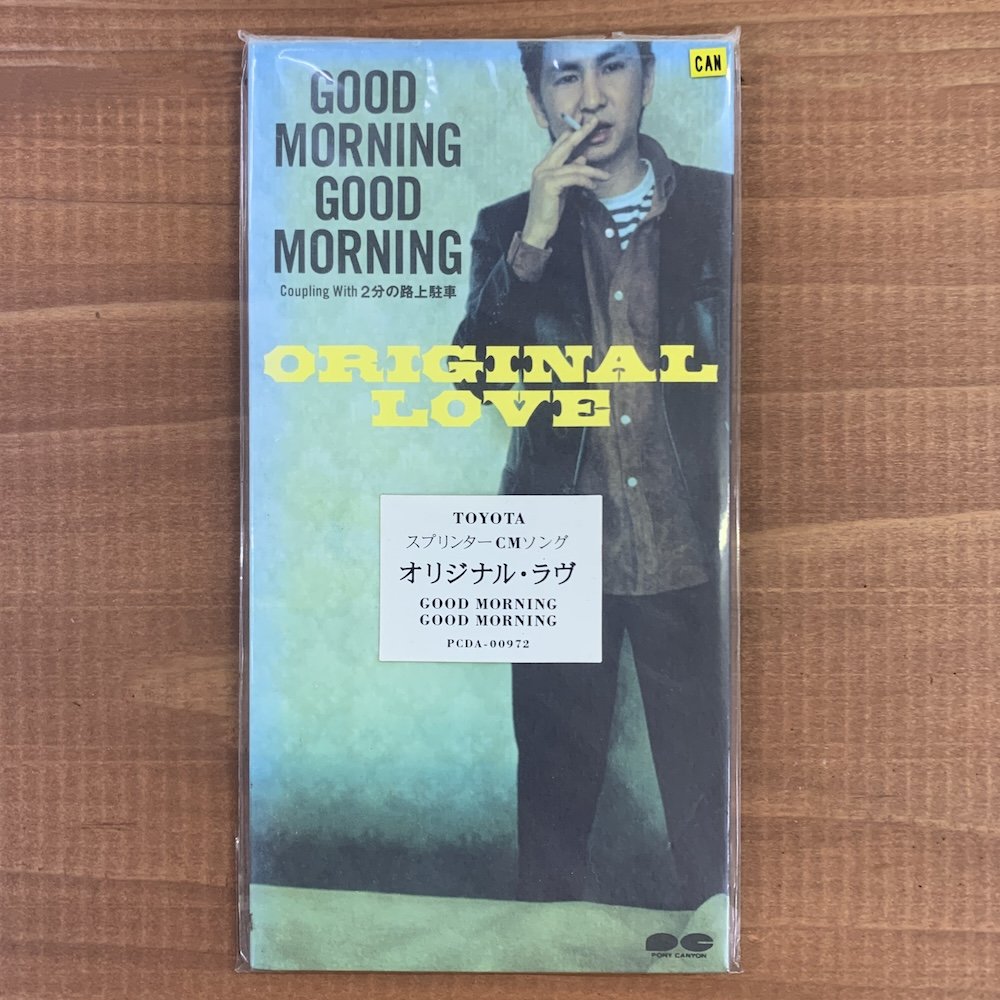 CAN
GOOD
MORNING
GOOD
MORNING
Coupling With 2分の路上駐車
ORIGINAL
LOVE
TOYOTA
スプリンター CMソング
オリジナル・ラヴ
GOOD MORNING
GOOD MORNING
PCDA-00972
PC
PONY CANYON